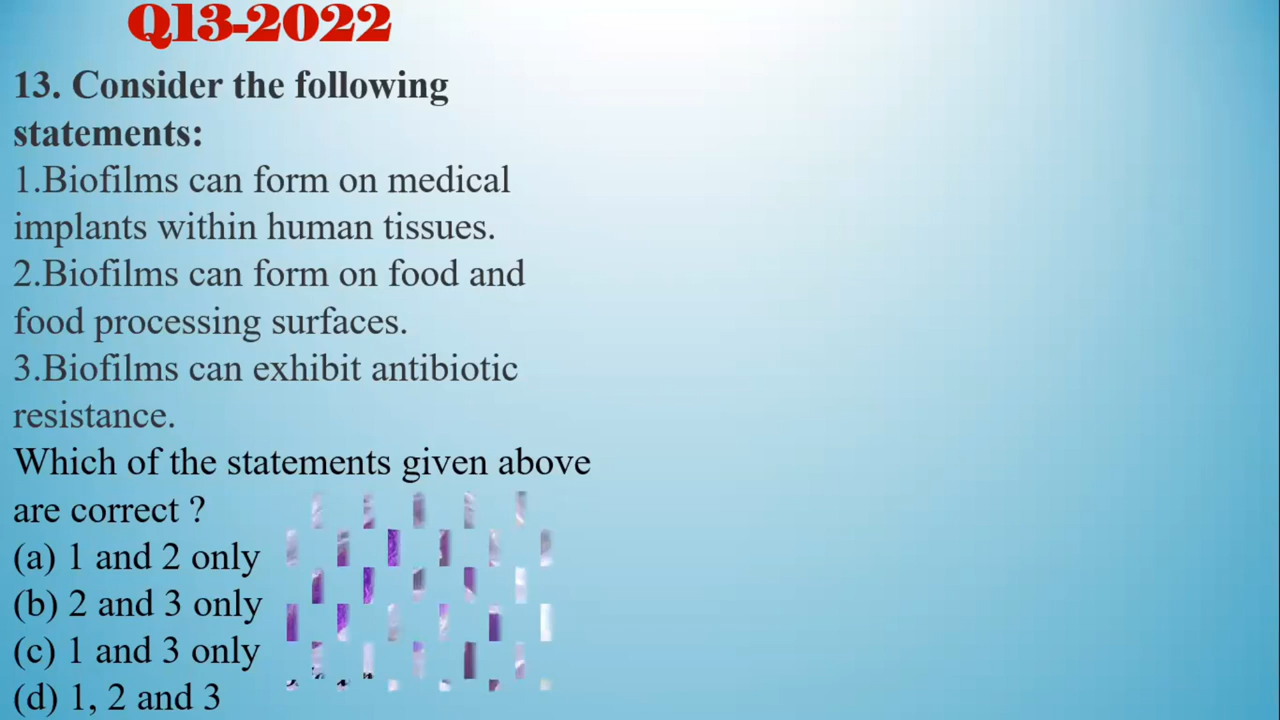 Q13-2022
13. Consider the following
statements:
1.Biofilms can form on medical
implants within human tissues.
2.Biofilms can form on food and
food processing surfaces.
3.Biofilms can exhibit antibiotic
resistance.
Which of the statements given above
are correct ?
(a) 1 and 2 only
(b) 2 and 3 only
(c) 1 and 3 only
(d) 1, 2 and 3